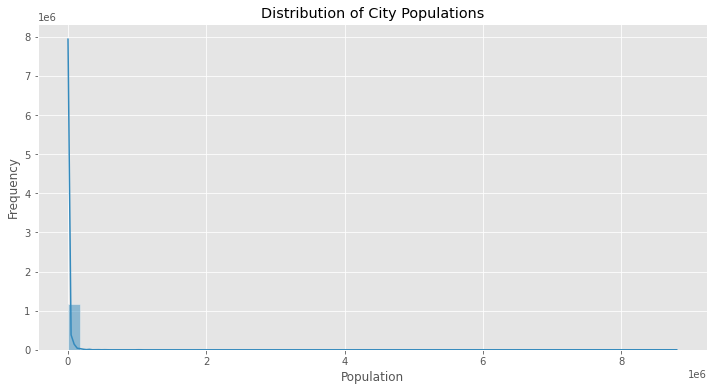 Distribution of City Populations
1e6
8
7
6
5
4
3
2
1
0
Frequency
0 2 4 6 8
1e6
Population